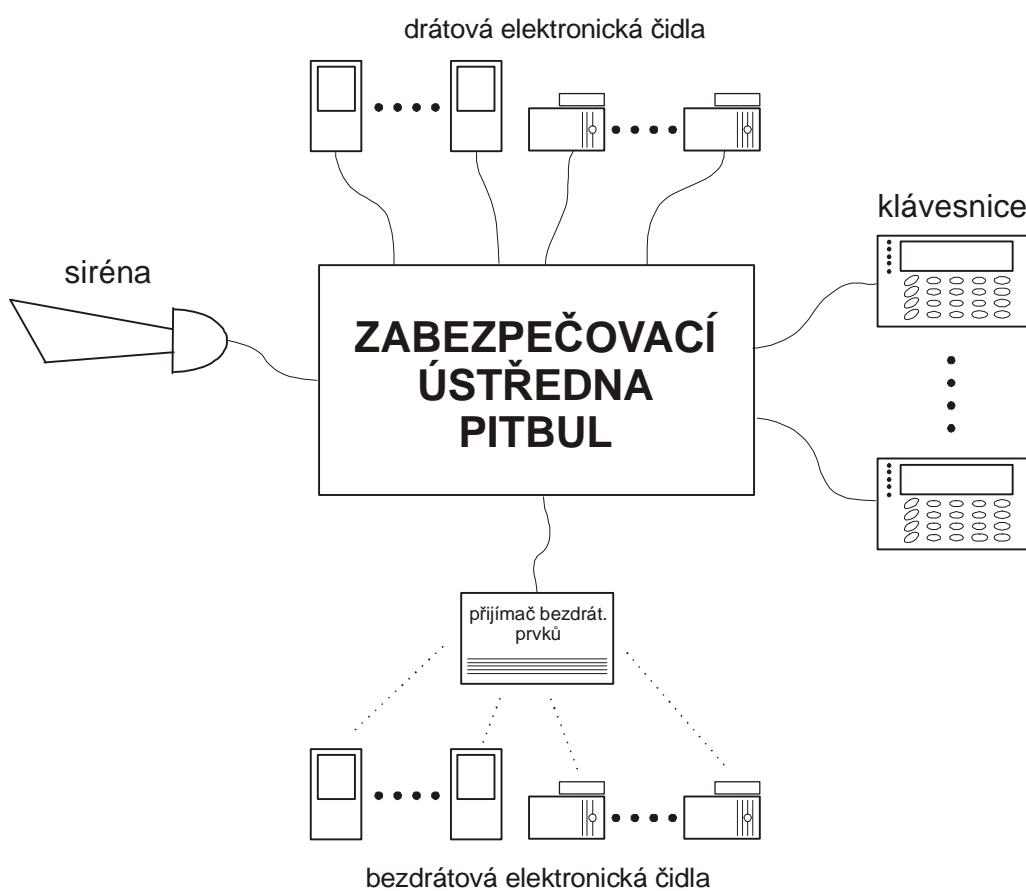 drátová elektronická čidla
klávesnice
siréna
ZABEZPEČOVACÍ
ÚSTŘEDNA
PITBUL
přijímač bezdrát.
prvků
bezdrátová elektronická čidla